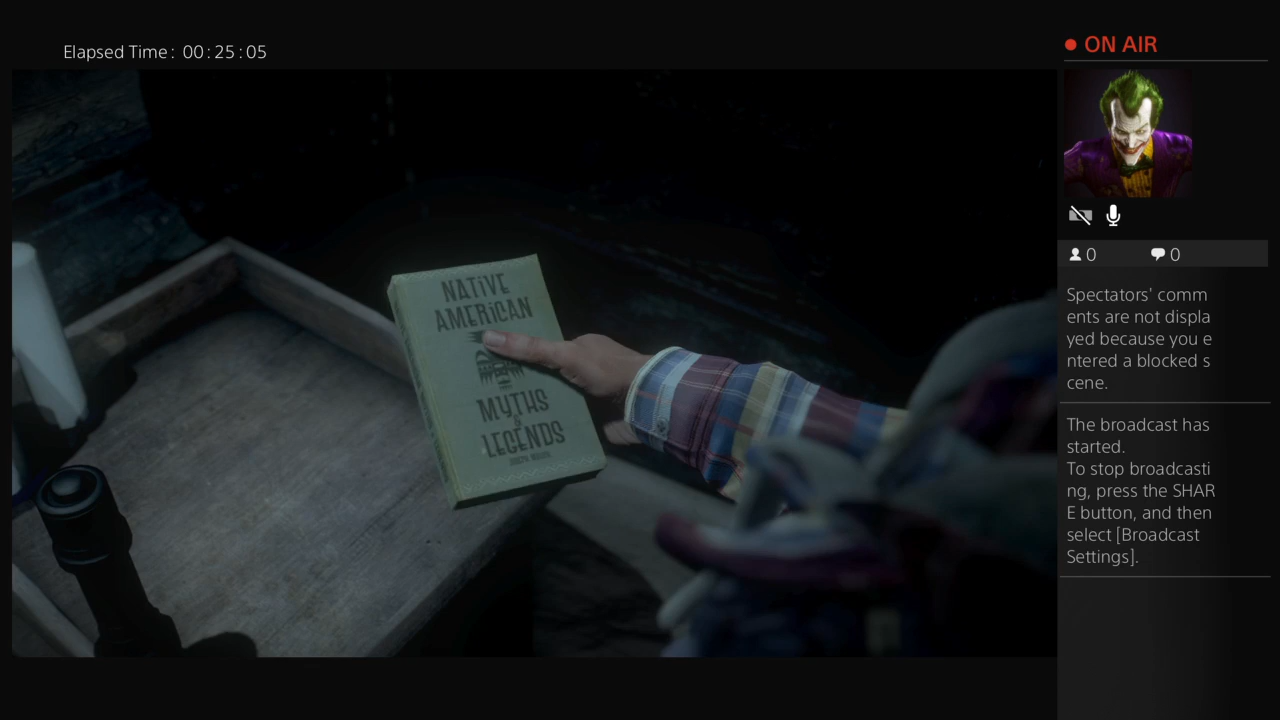 Elapsed Time: 00:25:05
ON AIR
NATIVE
AMERICAN
MYTHS
&
LEGENDS
0
0
Spectators' comm
ents are not displa
yed because you e
ntered a blocked s
cene.
The broadcast has
started.
To stop broadcasti
ng, press the SHAR
E button, and then
select [Broadcast
Settings].